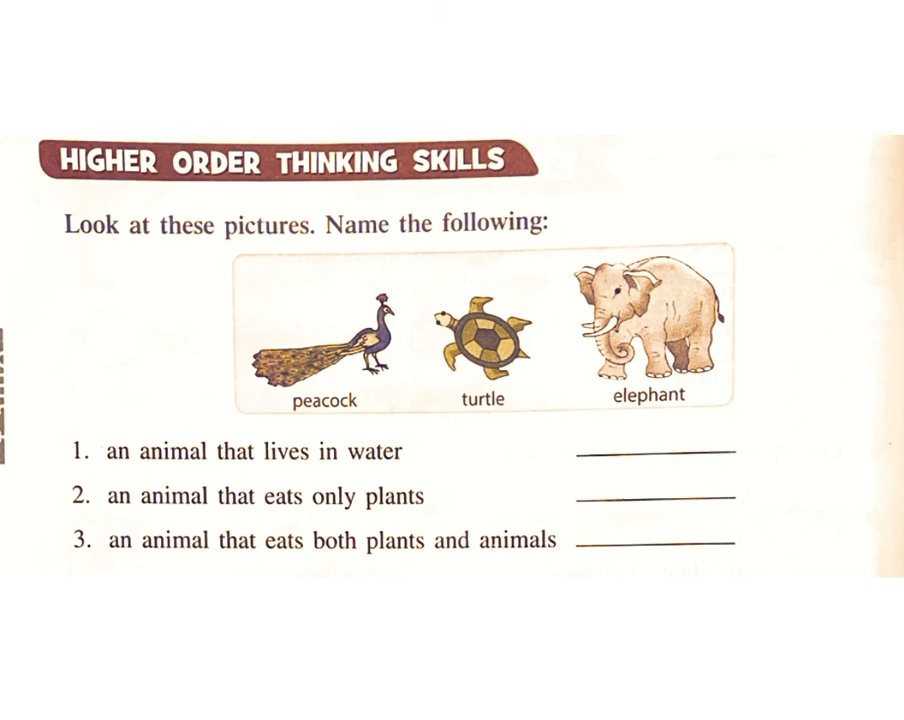 HIGHER ORDER THINKING SKILLS
Look at these pictures. Name the following:
peacock turtle elephant
1. an animal that lives in water
2. an animal that eats only plants
3. an animal that eats both plants and animals